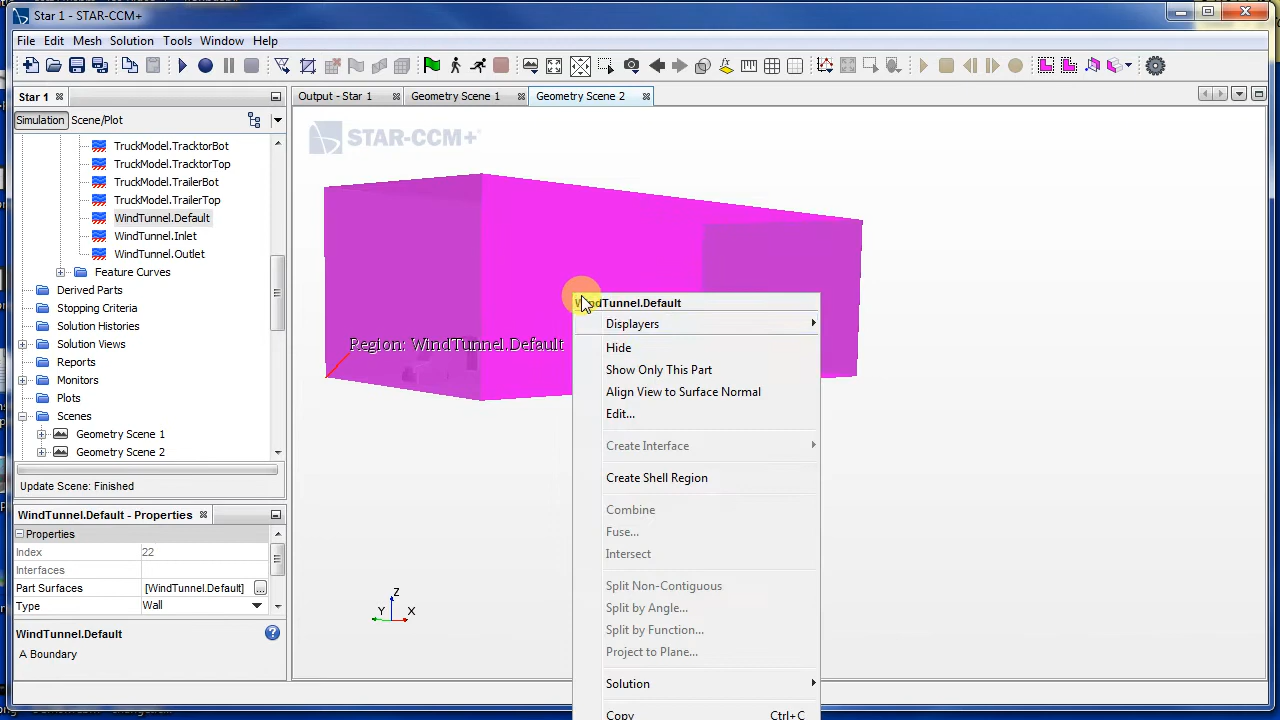 Star 1 - STAR-CCM+
File Edit Mesh Solution Tools Window Help
Star 1
Output - Star 1
Geometry Scene 1
Geometry Scene 2
Simulation
Scene/Plot
TruckModel.TracktorBot
TruckModel.TracktorTop
TruckModel.TrailerBot
TruckModel.TrailerTop
WindTunnel.Default
WindTunnel.Inlet
WindTunnel.Outlet
Feature Curves
Derived Parts
Stopping Criteria
Solution Histories
Solution Views
Reports
Monitors
Plots
Scenes
Geometry Scene 1
Geometry Scene 2
Update Scene: Finished
WindTunnel.Default - Properties
Properties
Index 22
Interfaces
Part Surfaces [WindTunnel.Default] ...
Type Wall
WindTunnel.Default
A Boundary
STAR-CCM+
Region: WindTunnel.Default
Z
Y X
WindTunnel.Default
Displayers
Hide
Show Only This Part
Align View to Surface Normal
Edit...
Create Interface
Create Shell Region
Combine
Fuse...
Intersect
Split Non-Contiguous
Split by Angle...
Split by Function...
Project to Plane...
Solution
Copy Ctrl+C